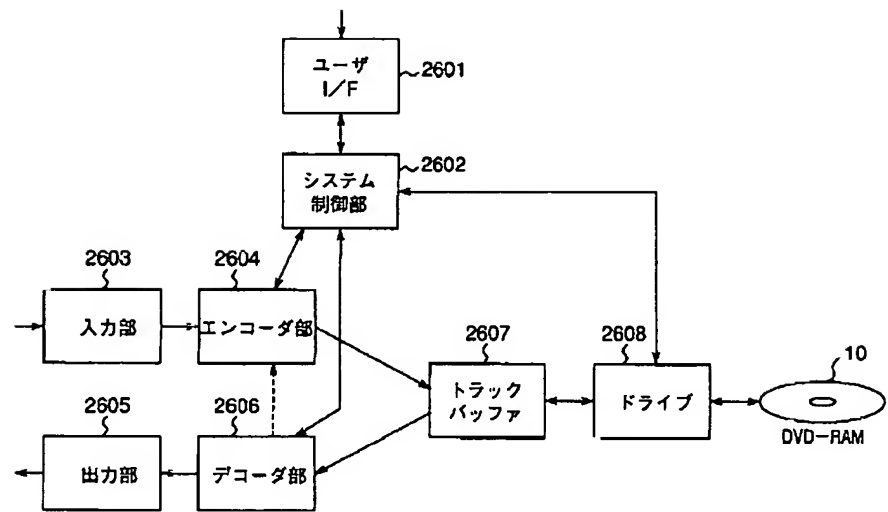 ユーザ
I/F
2601
システム
制御部
2602
2603
入力部
2604
エンコーダ部
2605
出力部
2606
デコーダ部
2607
トラック
バッファ
2608
ドライブ
10
DVD-RAM